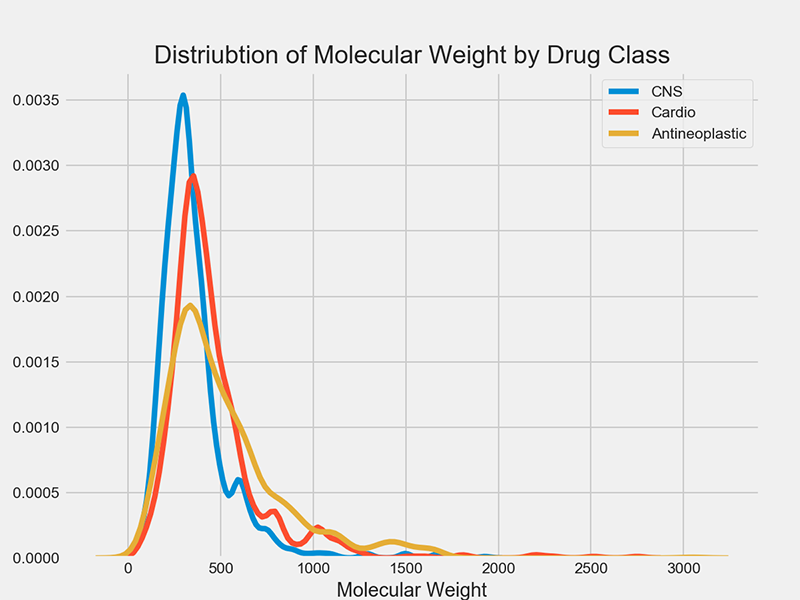 Distriubtion of Molecular Weight by Drug Class
CNS
Cardio
Antineoplastic
0.0035
0.0030
0.0025
0.0020
0.0015
0.0010
0.0005
0.0000
0 500 1000 1500 2000 2500 3000
Molecular Weight